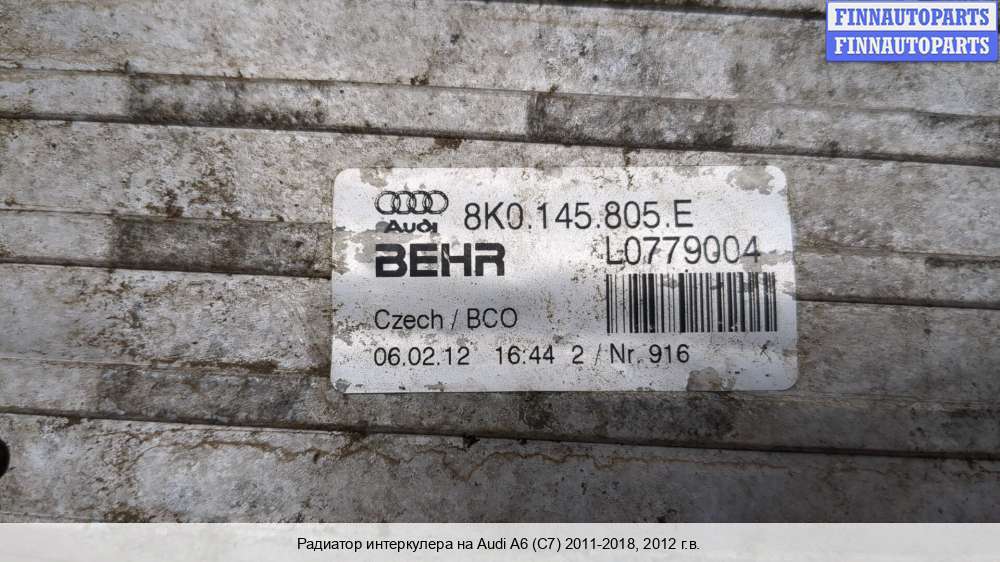 FINNAUTOPARTS
FINNAUTOPARTS
Audi
8K0.145.805.E
BEHR
L0779004
Czech / BCO
06.02.12 16:44 2 / Nr. 916
Радиатор интеркулера на Audi A6 (C7) 2011-2018, 2012 г.в.